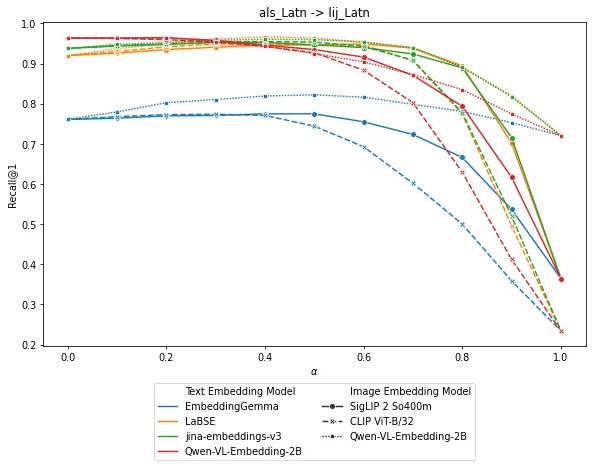 als_Latn -> lij_Latn
1.0
0.9
0.8
0.7
0.6
0.5
0.4
0.3
0.2
Recall@1
0.0 0.2 0.4 0.6 0.8 1.0
α
Text Embedding Model Image Embedding Model
EmbeddingGemma SigLIP 2 So400m
LaBSE CLIP ViT-B/32
jina-embeddings-v3 Qwen-VL-Embedding-2B
Qwen-VL-Embedding-2B